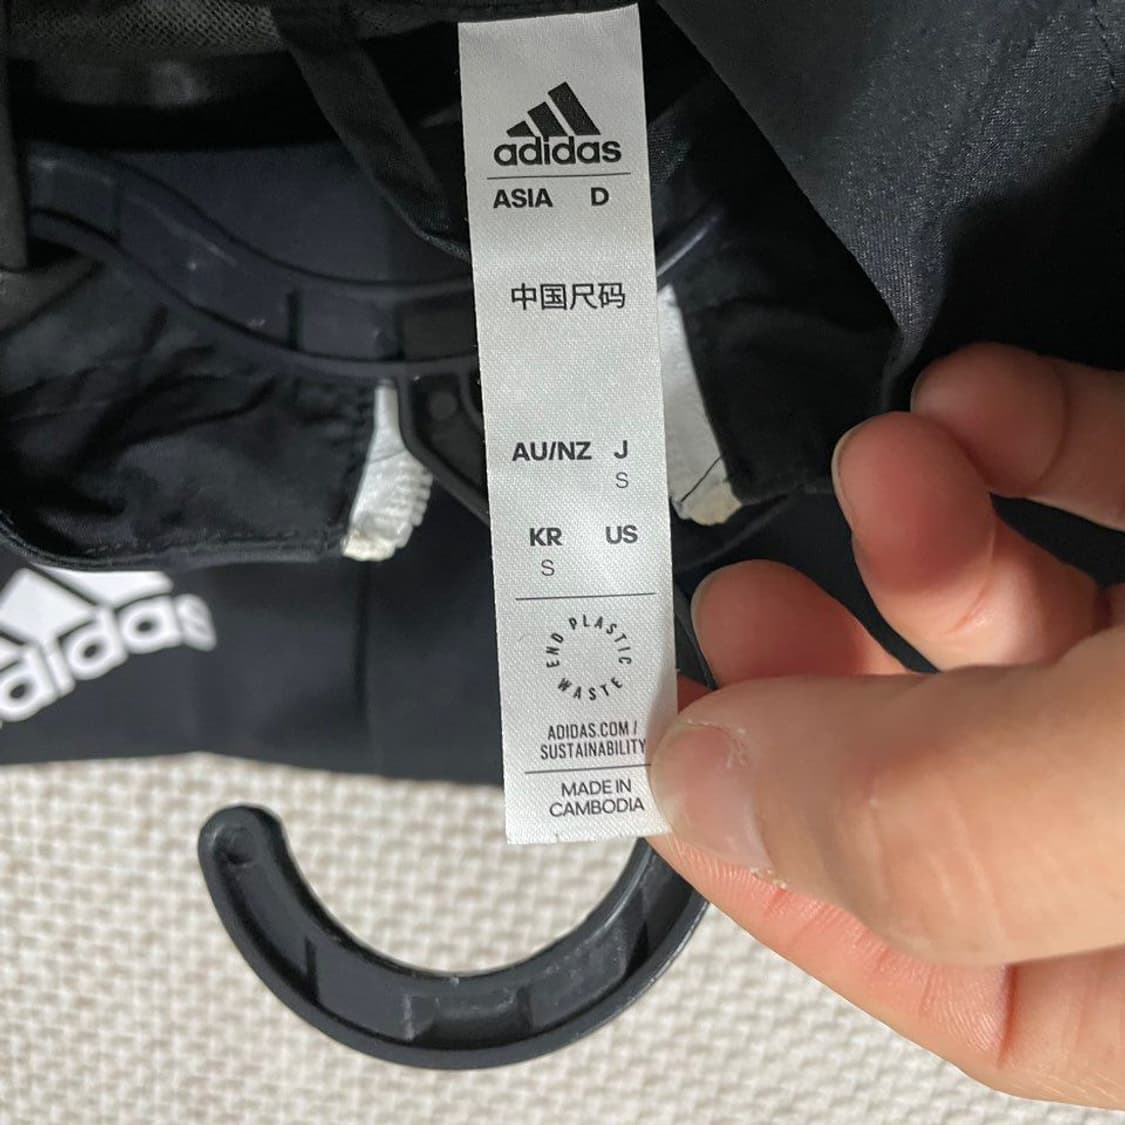 adidas
ASIA D
中国尺码
AU/NZ J
S
KR US
S
END PLASTIC WASTE
ADIDAS.COM/
SUSTAINABILITY
MADE IN
CAMBODIA
adidas